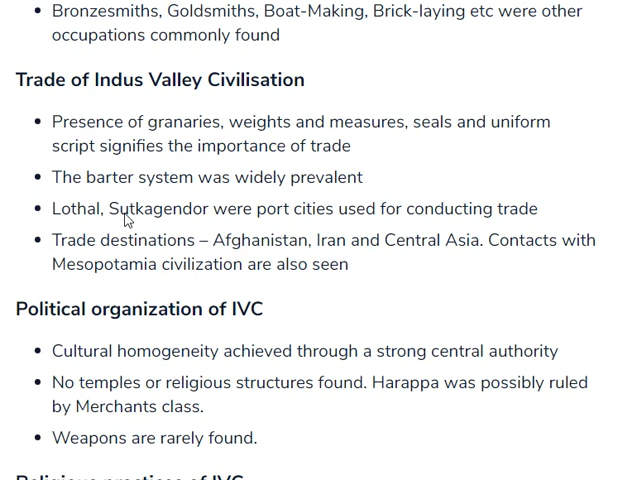 Bronzesmiths, Goldsmiths, Boat-Making, Brick-laying etc were other
occupations commonly found
Trade of Indus Valley Civilisation
Presence of granaries, weights and measures, seals and uniform
script signifies the importance of trade
The barter system was widely prevalent
Lothal, Sutkagendor were port cities used for conducting trade
Trade destinations – Afghanistan, Iran and Central Asia. Contacts with
Mesopotamia civilization are also seen
Political organization of IVC
Cultural homogeneity achieved through a strong central authority
No temples or religious structures found. Harappa was possibly ruled
by Merchants class.
Weapons are rarely found.
Religious practices of IVC